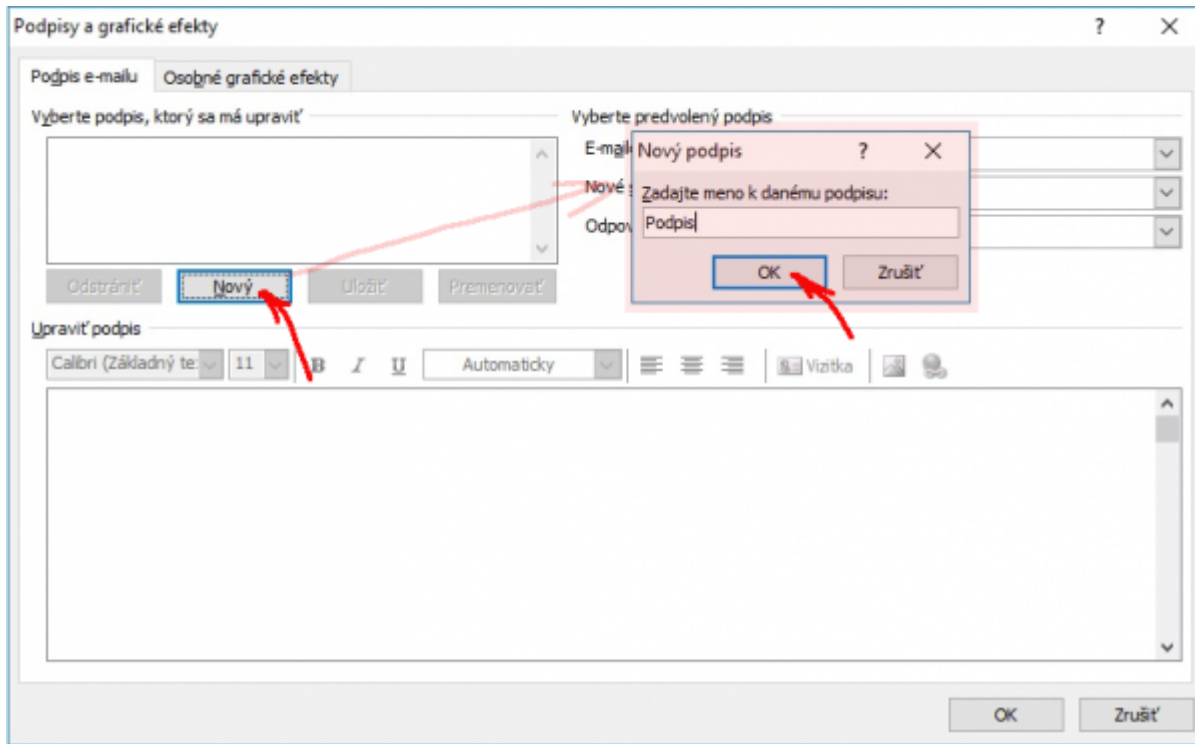 Podpisy a grafické efekty ?
Podpis e-mailu Osobné grafické efekty
Vyberte podpis, ktorý sa má upraviť
Vyberte predvolený podpis
Nový podpis ?
Nové
Zadajte meno k danému podpisu:
Podpis
OK Zrušiť
Odstrániť Nový Uložiť Premenovať
Upraviť podpis
Calibri (Základný te: 11 B I U Automaticky Vizitka
OK Zrušiť